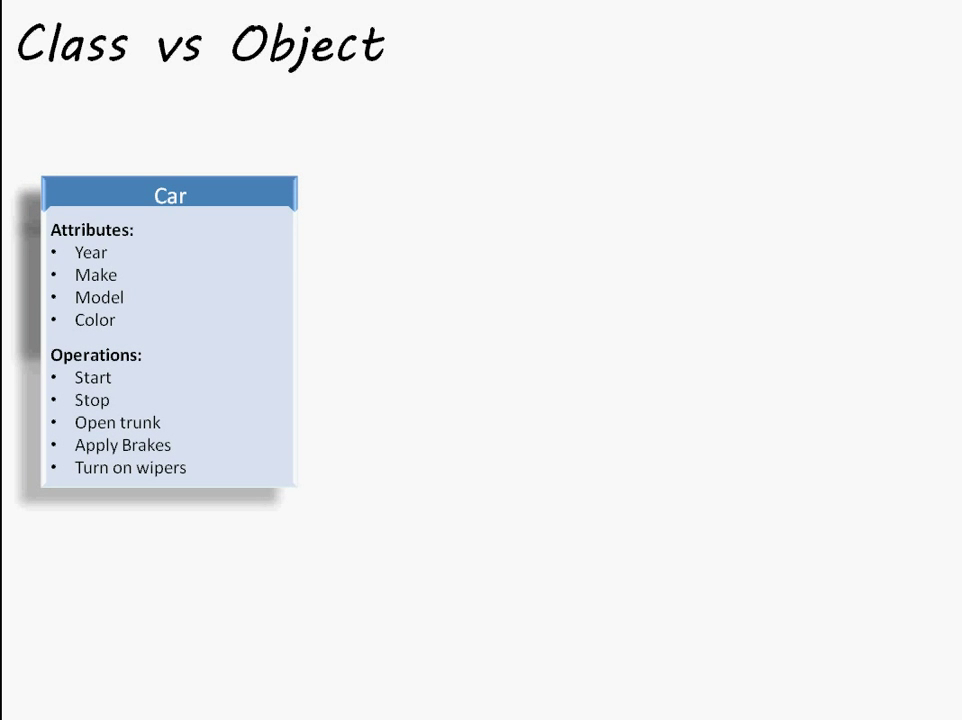 Class vs Object
Car
Attributes:
• Year
• Make
• Model
• Color
Operations:
• Start
• Stop
• Open trunk
• Apply Brakes
• Turn on wipers